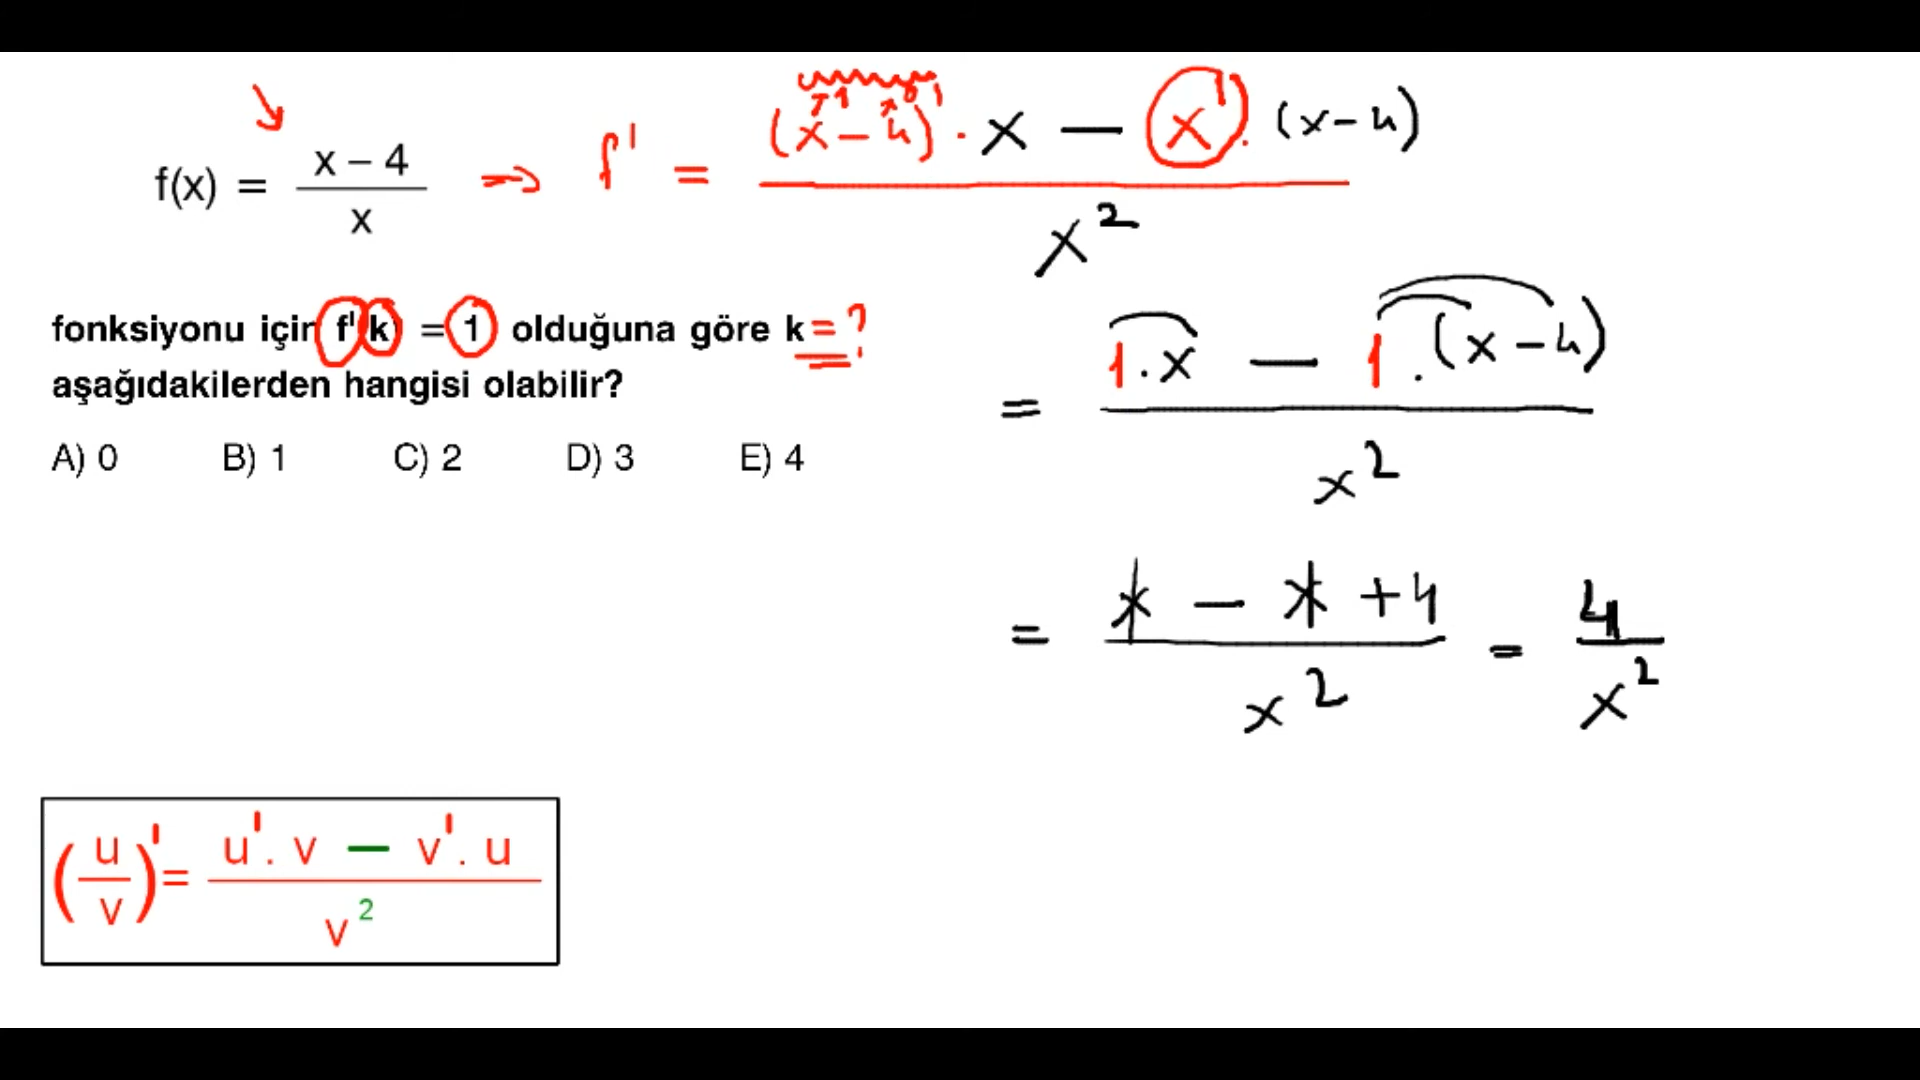 f(x) = (x – 4) / x => f' = ((x – 4)' . x – x' . (x – 4)) / x²
fonksiyonu için f'(k) = 1 olduğuna göre k = ?
aşağıdakilerden hangisi olabilir?
A) 0 B) 1 C) 2 D) 3 E) 4
= (1 . x – 1 . (x – 4)) / x²
= (x – x + 4) / x² = 4 / x²
(u / v)' = (u' . v – v' . u) / v²